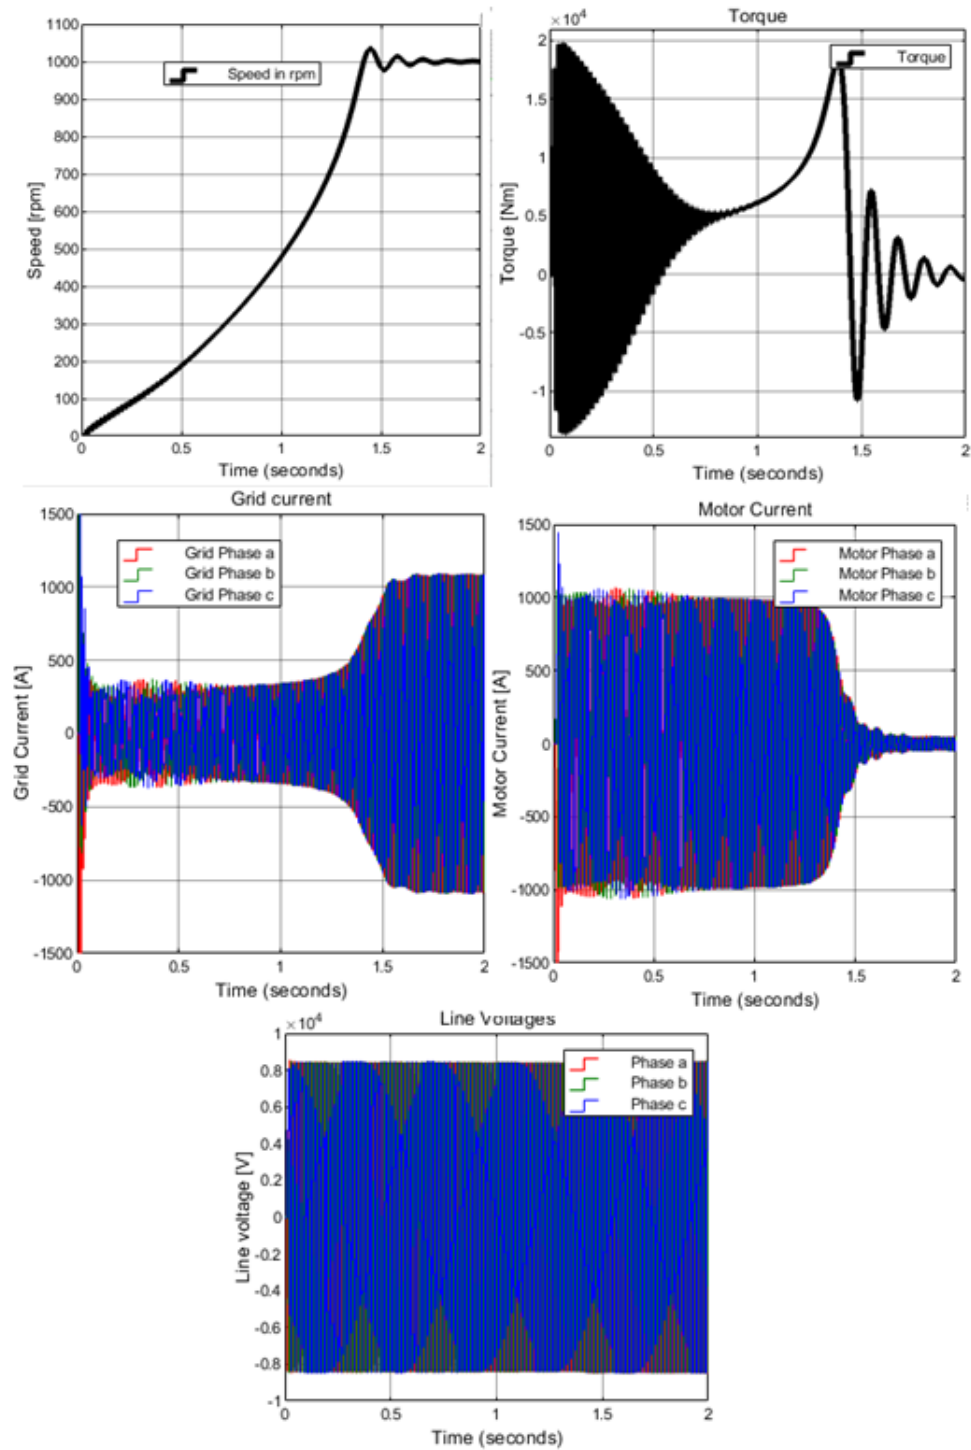 Speed in rpm
Speed [rpm]
1100
1000
900
800
700
600
500
400
300
200
100
0
0 0.5 1 1.5 2
Time (seconds)
Torque
×10⁴
Torque
Torque [Nm]
2
1.5
1
0.5
0
-0.5
-1
0 0.5 1 1.5 2
Time (seconds)
Grid current
Grid Phase a
Grid Phase b
Grid Phase c
Grid Current [A]
1500
1000
500
0
-500
-1000
-1500
0 0.5 1 1.5 2
Time (seconds)
Motor Current
Motor Phase a
Motor Phase b
Motor Phase c
Motor Current [A]
1500
1000
500
0
-500
-1000
-1500
0 0.5 1 1.5 2
Time (seconds)
Line Voltages
×10⁴
Phase a
Phase b
Phase c
Line voltage [V]
1
0.8
0.6
0.4
0.2
0
-0.2
-0.4
-0.6
-0.8
-1
0 0.5 1 1.5 2
Time (seconds)